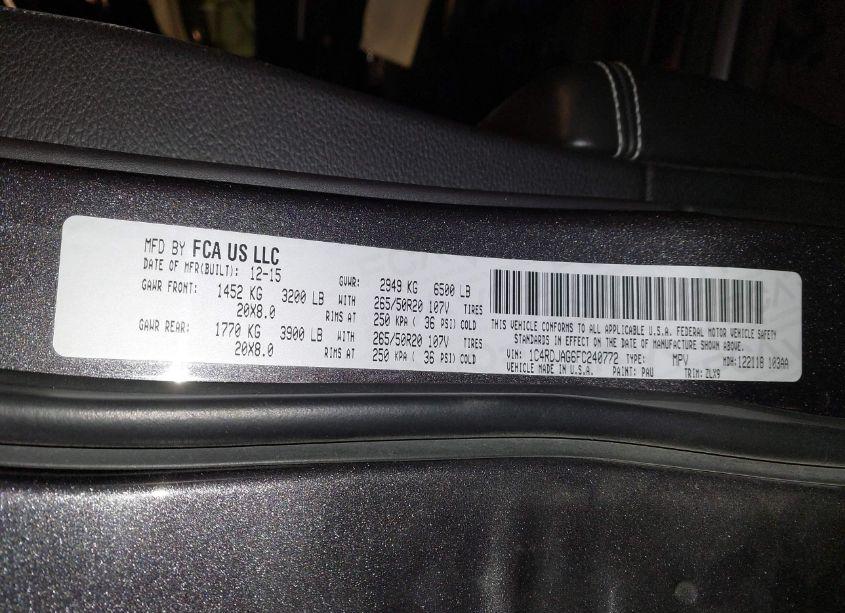 MFD BY FCA US LLC
DATE OF MFR(BUILT): 12-15 GVWR: 2949 KG 6500 LB
GAWR FRONT: 1452 KG 3200 LB WITH 265/50R20 107V TIRES
20X8.0 RIMS AT 250 KPA ( 36 PSI) COLD
GAWR REAR: 1770 KG 3900 LB WITH 265/50R20 107V TIRES
20X8.0 RIMS AT 250 KPA ( 36 PSI) COLD
THIS VEHICLE CONFORMS TO ALL APPLICABLE U.S.A. FEDERAL MOTOR VEHICLE SAFETY
STANDARDS IN EFFECT ON THE DATE OF MANUFACTURE SHOWN ABOVE.
VIN: 1C4RDJAG6FC240772 TYPE: MPV MDH: 122118 103AA
VEHICLE MADE IN U.S.A. PAINT: PAU TRIM: ZLX9